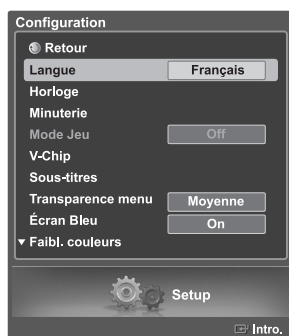 Configuration
Retour
Langue Français
Horloge
Minuterie
Mode Jeu Off
V-Chip
Sous-titres
Transparence menu Moyenne
Écran Bleu On
▼ Faibl. couleurs
Setup
Intro.